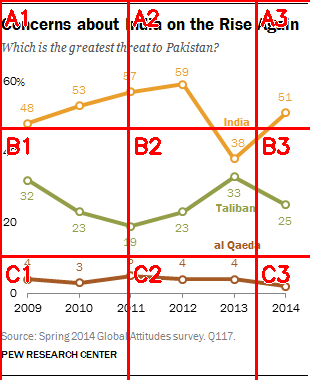 Concerns about India on the Rise Again
Which is the greatest threat to Pakistan?
A1 A2 A3
60%
48 53 57 59 38 51
India
B1 B2 B3
20
32 23 19 23 33 25
Taliban
al Qaeda
C1 C2 C3
4 3 4 4
0
2009 2010 2011 2012 2013 2014
Source: Spring 2014 Global Attitudes survey. Q117.
PEW RESEARCH CENTER